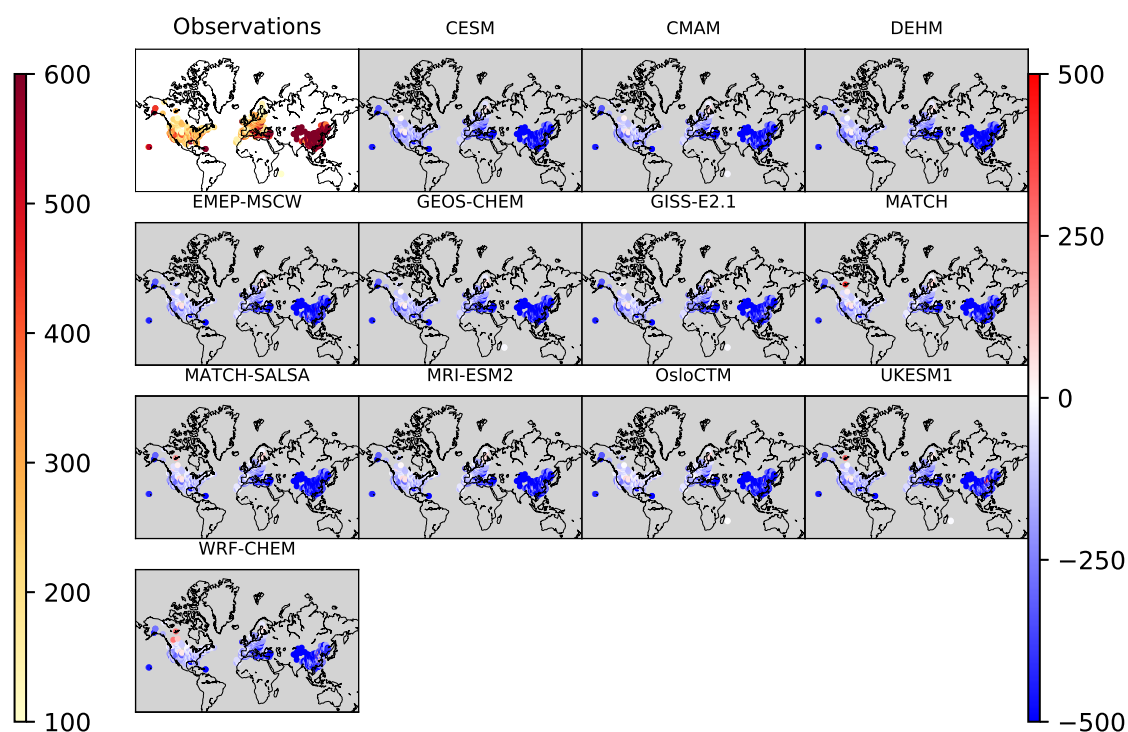 Observations CESM CMAM DEHM
EMEP-MSCW GEOS-CHEM GISS-E2.1 MATCH
MATCH-SALSA MRI-ESM2 OsloCTM UKESM1
WRF-CHEM
600
500
400
300
200
100
500
250
0
−250
−500